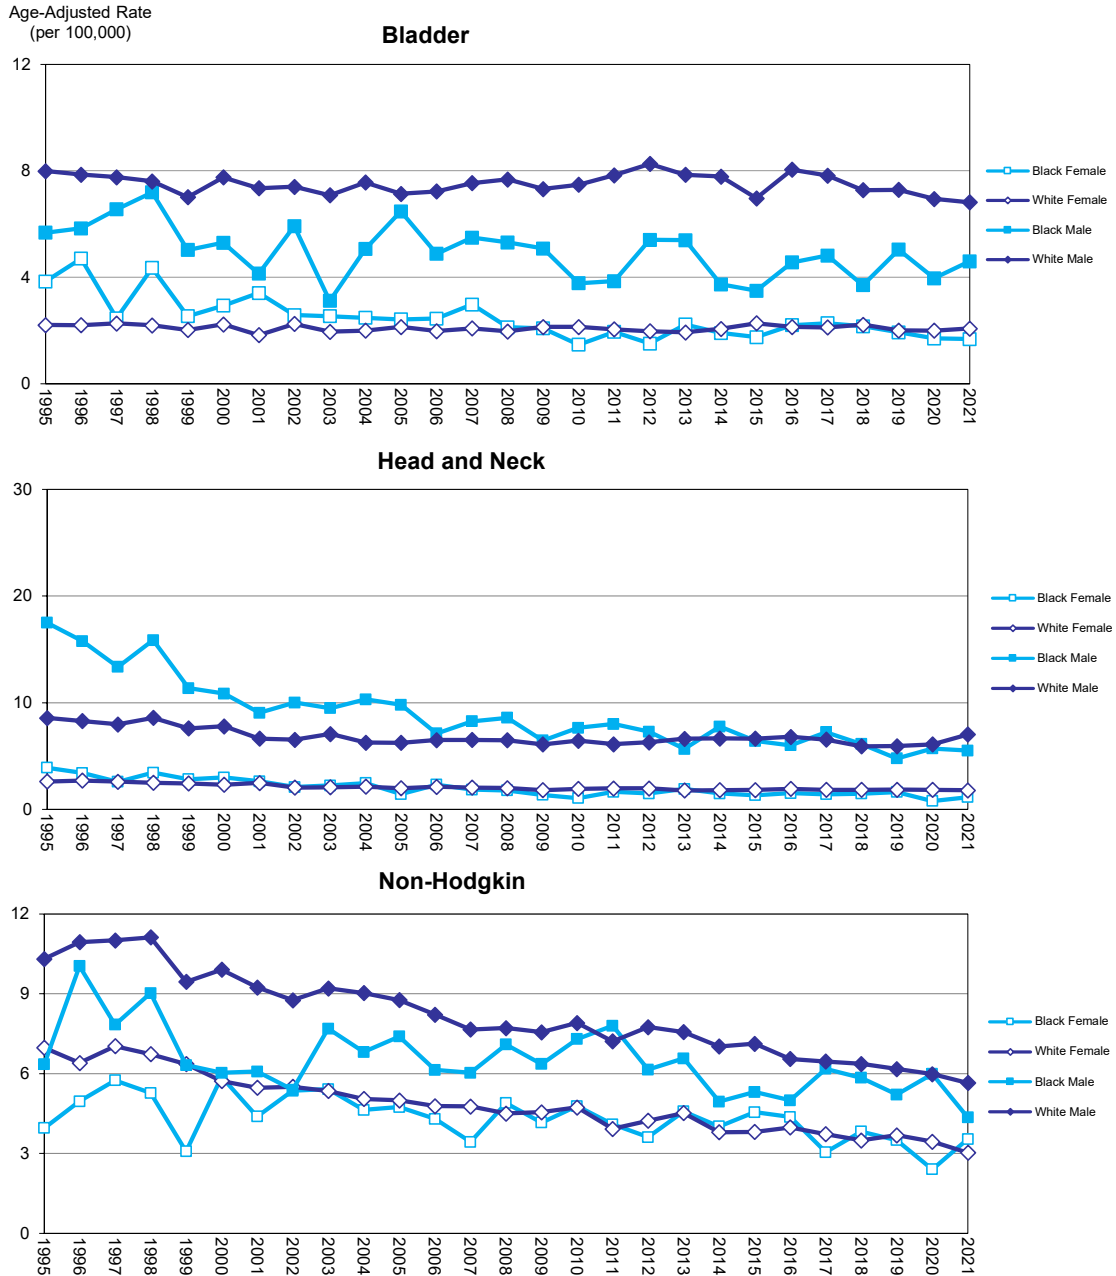 Age-Adjusted Rate
(per 100,000)
Bladder
12
8
4
0
1995 1996 1997 1998 1999 2000 2001 2002 2003 2004 2005 2006 2007 2008 2009 2010 2011 2012 2013 2014 2015 2016 2017 2018 2019 2020 2021
Black Female
White Female
Black Male
White Male
Head and Neck
30
20
10
0
1995 1996 1997 1998 1999 2000 2001 2002 2003 2004 2005 2006 2007 2008 2009 2010 2011 2012 2013 2014 2015 2016 2017 2018 2019 2020 2021
Black Female
White Female
Black Male
White Male
Non-Hodgkin
12
9
6
3
0
1995 1996 1997 1998 1999 2000 2001 2002 2003 2004 2005 2006 2007 2008 2009 2010 2011 2012 2013 2014 2015 2016 2017 2018 2019 2020 2021
Black Female
White Female
Black Male
White Male